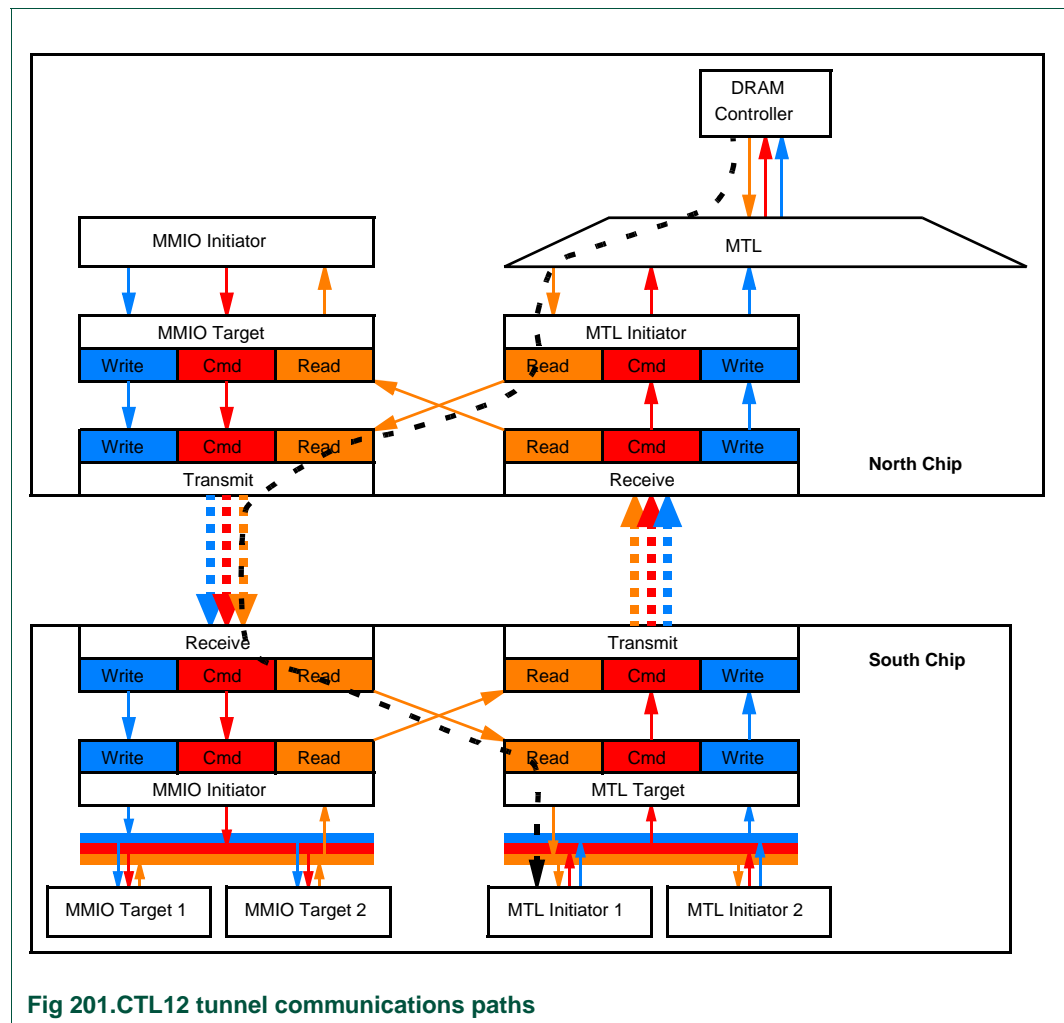 DRAM
Controller
MMIO Initiator
MTL
MMIO Target
MTL Initiator
Write Cmd Read
Read Cmd Write
Write Cmd Read
Read Cmd Write
Transmit
Receive
North Chip
Receive
Transmit
South Chip
Write Cmd Read
Read Cmd Write
Write Cmd Read
Read Cmd Write
MMIO Initiator
MTL Target
MMIO Target 1
MMIO Target 2
MTL Initiator 1
MTL Initiator 2
Fig 201.CTL12 tunnel communications paths